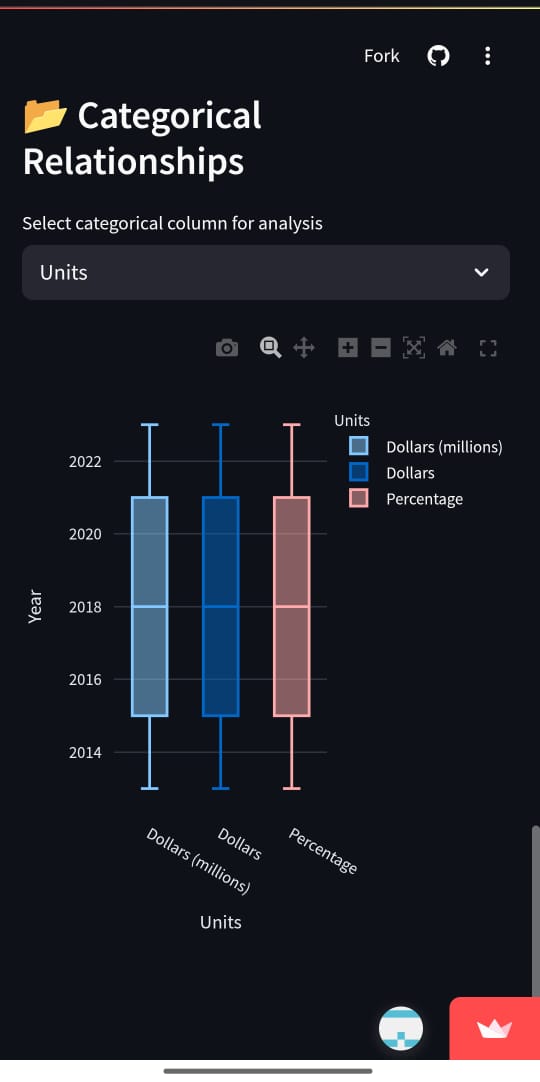 Fork
Categorical
Relationships
Select categorical column for analysis
Units
Units
Dollars (millions)
Dollars
Percentage
2022
2020
2018
2016
2014
Year
Dollars (millions)
Dollars
Percentage
Units